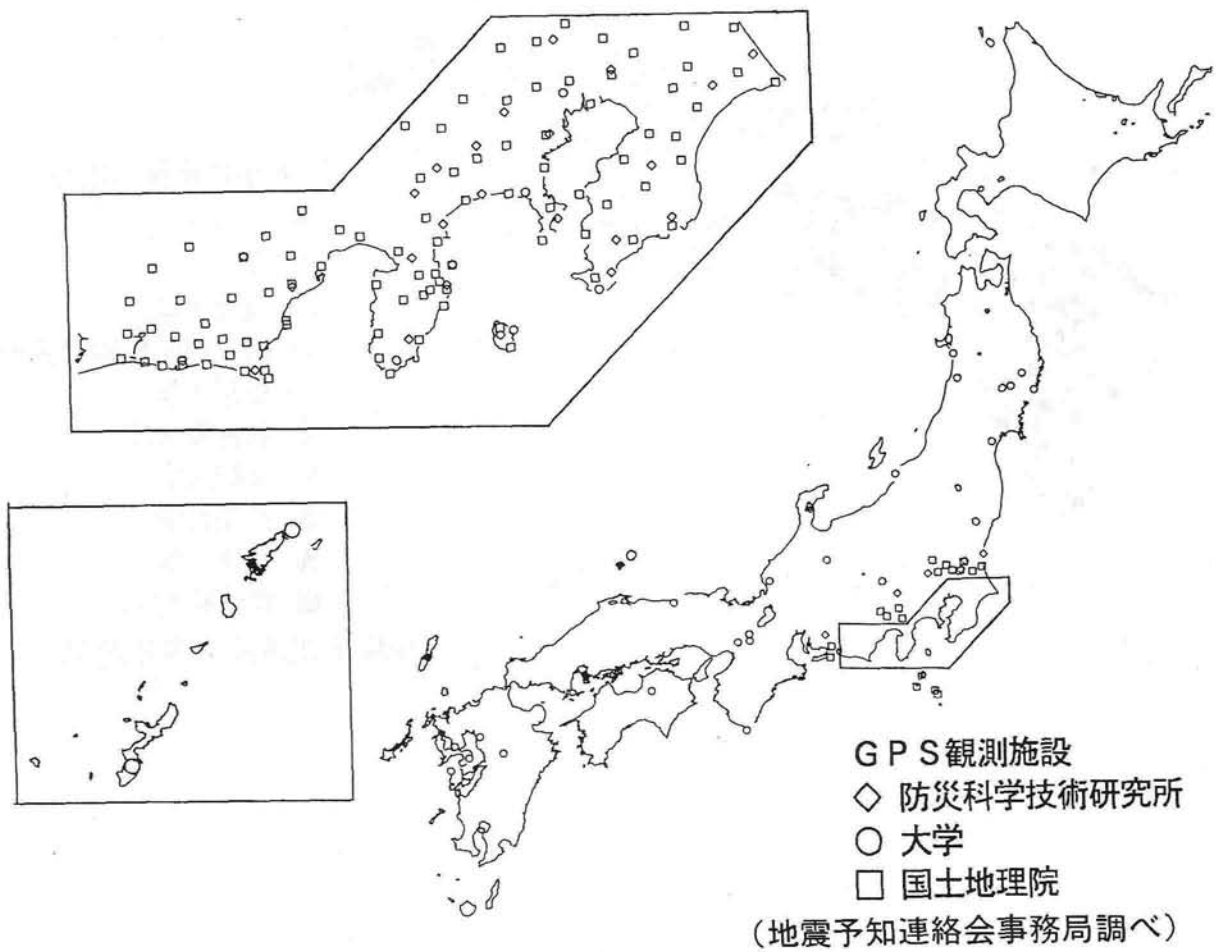 GPS観測施設
◇ 防災科学技術研究所
○ 大学
□ 国土地理院
(地震予知連絡会事務局調べ)